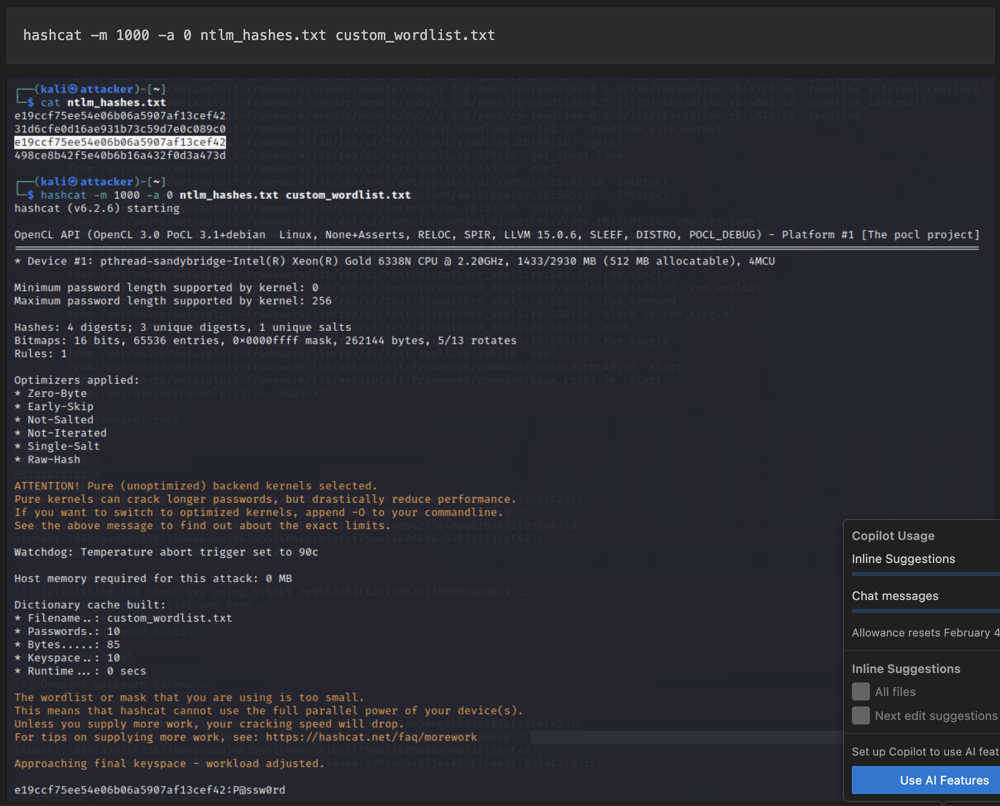 hashcat -m 1000 -a 0 ntlm_hashes.txt custom_wordlist.txt
(kali㉿attacker)-[~]
$ cat ntlm_hashes.txt
e19ccf75ee54e06b06a5907af13cef42
31d6cfe0d16ae931b73c59d7e0c089c0
e19ccf75ee54e06b06a5907af13cef42
498ce8b42f5e40b6b16a432f0d3a473d
(kali㉿attacker)-[~]
$ hashcat -m 1000 -a 0 ntlm_hashes.txt custom_wordlist.txt
hashcat (v6.2.6) starting
OpenCL API (OpenCL 3.0 PoCL 3.1+debian  Linux, None+Asserts, RELOC, SPIR, LLVM 15.0.6, SLEEF, DISTRO, POCL_DEBUG) - Platform #1 [The pocl project]
* Device #1: pthread-sandybridge-Intel(R) Xeon(R) Gold 6338N CPU @ 2.20GHz, 1433/2930 MB (512 MB allocatable), 4MCU
Minimum password length supported by kernel: 0
Maximum password length supported by kernel: 256
Hashes: 4 digests; 3 unique digests, 1 unique salts
Bitmaps: 16 bits, 65536 entries, 0×0000ffff mask, 262144 bytes, 5/13 rotates
Rules: 1
Optimizers applied:
* Zero-Byte
* Early-Skip
* Not-Salted
* Not-Iterated
* Single-Salt
* Raw-Hash
ATTENTION! Pure (unoptimized) backend kernels selected.
Pure kernels can crack longer passwords, but drastically reduce performance.
If you want to switch to optimized kernels, append -O to your commandline.
See the above message to find out about the exact limits.
Watchdog: Temperature abort trigger set to 90c
Host memory required for this attack: 0 MB
Dictionary cache built:
* Filename..: custom_wordlist.txt
* Passwords.: 10
* Bytes.....: 85
* Keyspace..: 10
* Runtime...: 0 secs
The wordlist or mask that you are using is too small.
This means that hashcat cannot use the full parallel power of your device(s).
Unless you supply more work, your cracking speed will drop.
For tips on supplying more work, see: https://hashcat.net/faq/morework
Approaching final keyspace - workload adjusted.
e19ccf75ee54e06b06a5907af13cef42:P@ssw0rd
Copilot Usage
Inline Suggestions
Chat messages
Allowance resets February 4
Inline Suggestions
All files
Next edit suggestions
Set up Copilot to use AI feat
Use AI Features